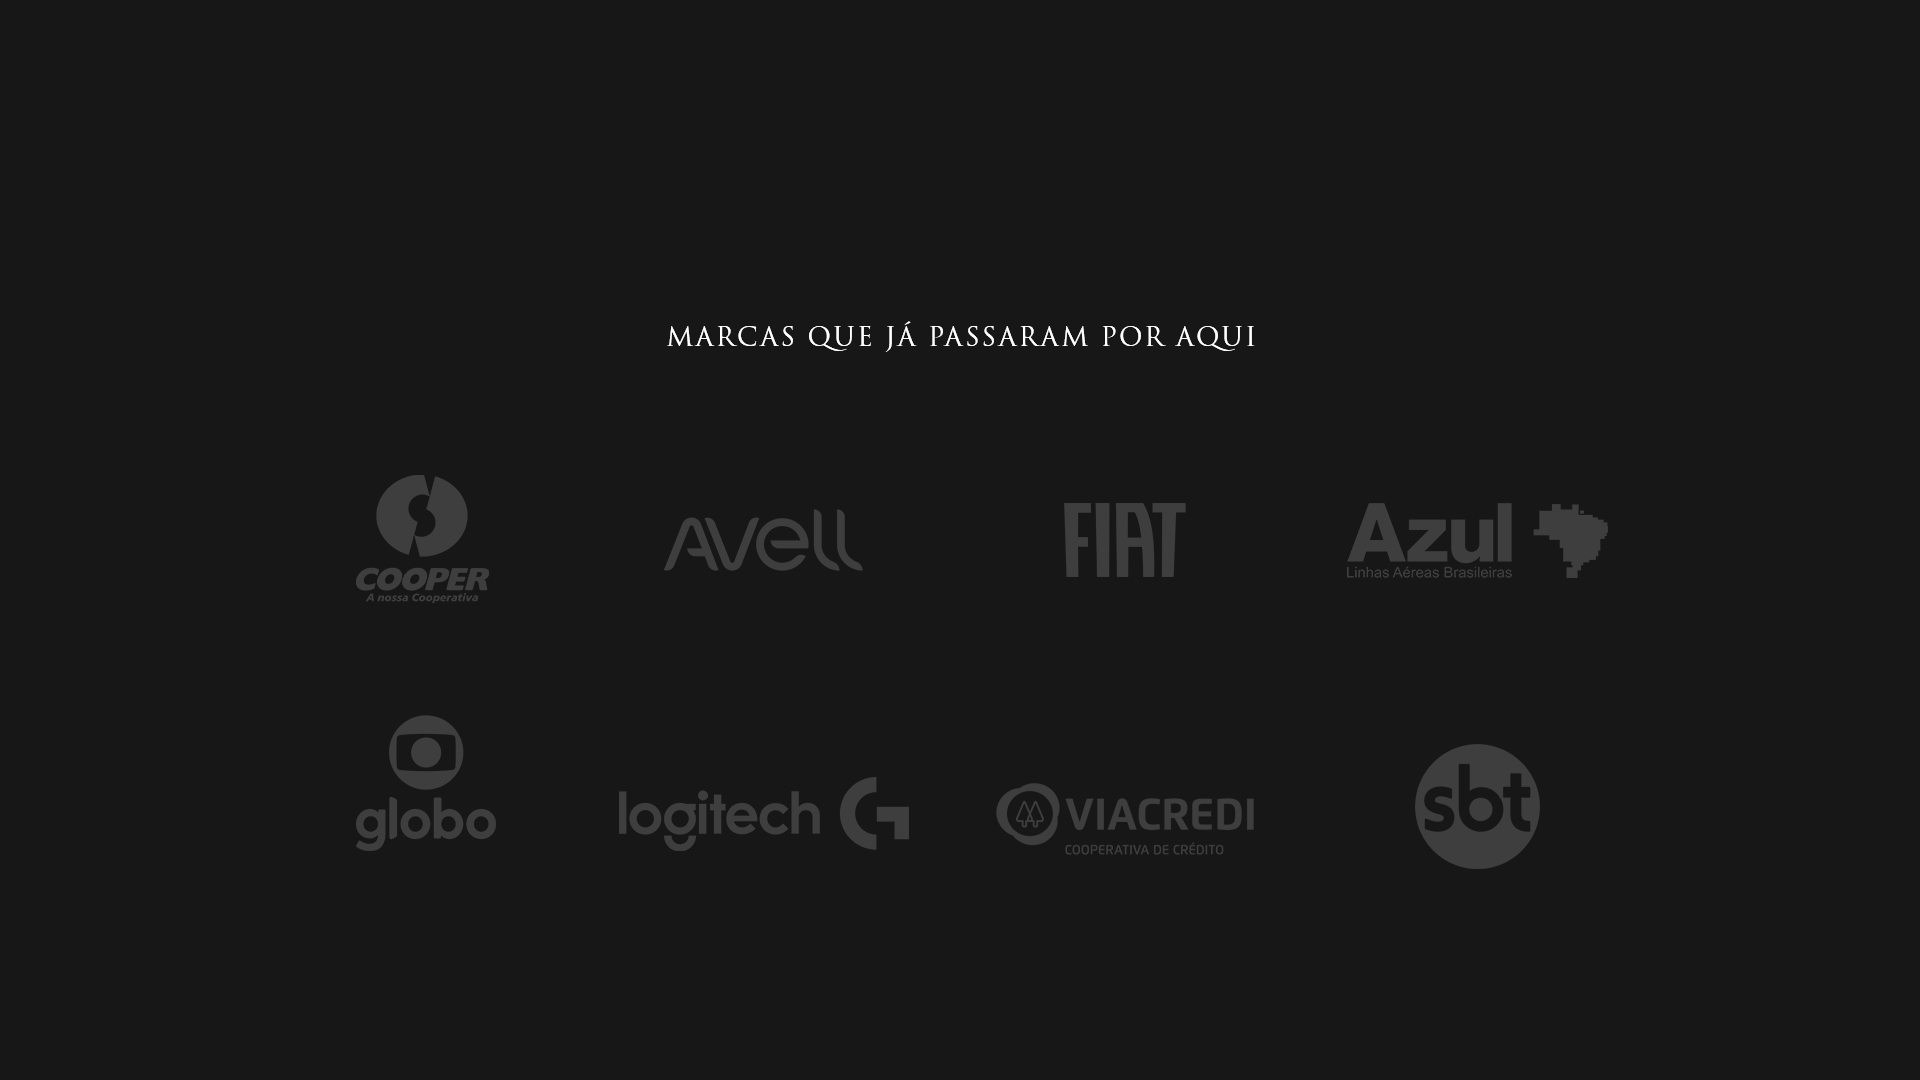 MARCAS QUE JÁ PASSARAM POR AQUI
COOPER
A nossa Cooperativa
Avell
FIAT
Azul
Linhas Aéreas Brasileiras
globo
logitech G
VIACREDI
COOPERATIVA DE CRÉDITO
sbt